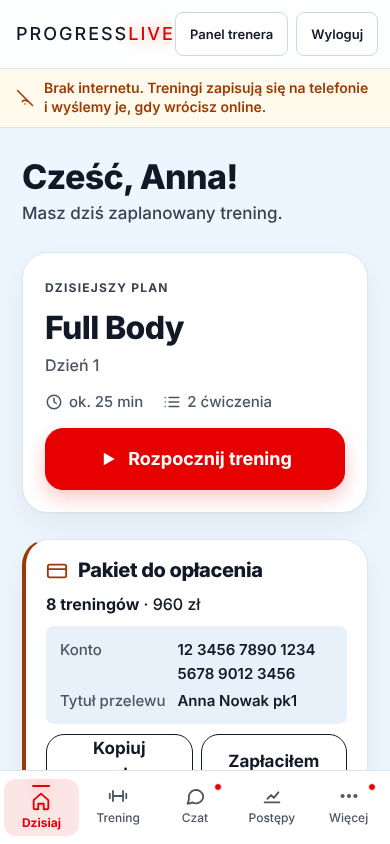 PROGRESSLIVE
Panel trenera
Wyloguj
Brak internetu. Treningi zapisują się na telefonie
i wyślemy je, gdy wrócisz online.
Cześć, Anna!
Masz dziś zaplanowany trening.
DZISIEJSZY PLAN
Full Body
Dzień 1
ok. 25 min
2 ćwiczenia
Rozpocznij trening
Pakiet do opłacenia
8 treningów · 960 zł
Konto
12 3456 7890 1234
5678 9012 3456
Tytuł przelewu
Anna Nowak pk1
Kopiuj
Zapłaciłem
Dzisiaj
Trening
Czat
Postępy
Więcej